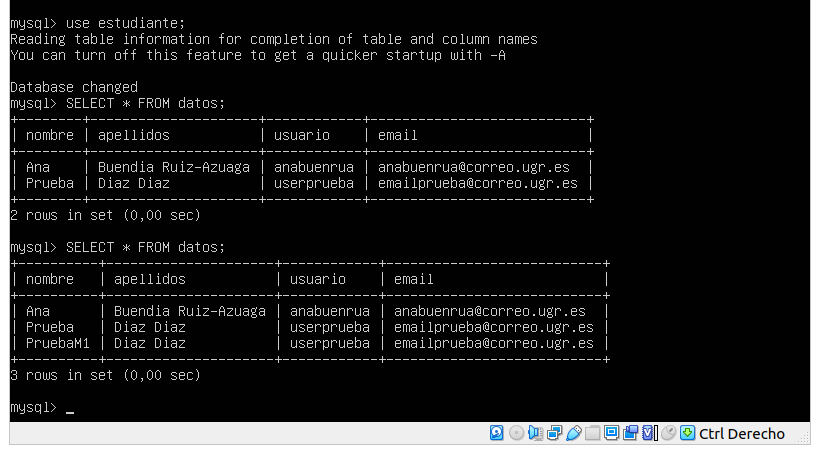 mysql> use estudiante;
Reading table information for completion of table and column names
You can turn off this feature to get a quicker startup with -A
Database changed
mysql> SELECT * FROM datos;
+--------+---------------------+------------+---------------------------+
| nombre | apellidos           | usuario    | email                     |
+--------+---------------------+------------+---------------------------+
| Ana    | Buendia Ruiz-Azuaga | anabuenrua | anabuenrua@correo.ugr.es  |
| Prueba | Diaz Diaz           | userprueba | emailprueba@correo.ugr.es |
+--------+---------------------+------------+---------------------------+
2 rows in set (0,00 sec)
mysql> SELECT * FROM datos;
+----------+---------------------+------------+---------------------------+
| nombre   | apellidos           | usuario    | email                     |
+----------+---------------------+------------+---------------------------+
| Ana      | Buendia Ruiz-Azuaga | anabuenrua | anabuenrua@correo.ugr.es  |
| Prueba   | Diaz Diaz           | userprueba | emailprueba@correo.ugr.es |
| PruebaM1 | Diaz Diaz           | userprueba | emailprueba@correo.ugr.es |
+----------+---------------------+------------+---------------------------+
3 rows in set (0,00 sec)
mysql> _
Ctrl Derecho